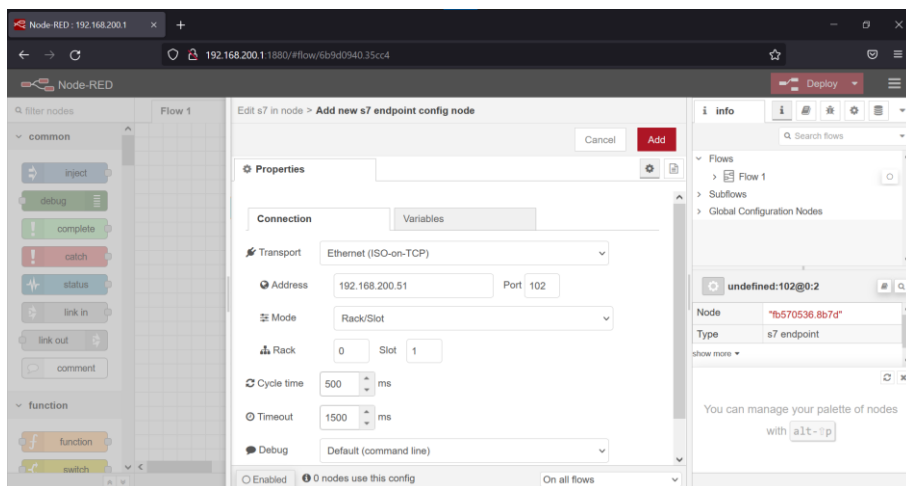 Node-RED : 192.168.200.1
192.168.200.1:1880/#flow/6b9d0940.35cc4
Node-RED
Deploy
filter nodes
Flow 1
Edit s7 in node > Add new s7 endpoint config node
i info
i
common
Cancel
Add
Search flows
inject
Properties
Flows
Flow 1
debug
Subflows
Connection
Variables
Global Configuration Nodes
complete
catch
Transport
Ethernet (ISO-on-TCP)
status
Address
192.168.200.51
Port
102
undefined:102@0:2
link in
Mode
Rack/Slot
Node
"fb570536.8b7d"
link out
Rack
0
Slot
1
Type
s7 endpoint
show more
comment
Cycle time
500
ms
function
Timeout
1500
ms
You can manage your palette of nodes
with alt-⇧p
function
Debug
Default (command line)
switch
Enabled
0 nodes use this config
On all flows